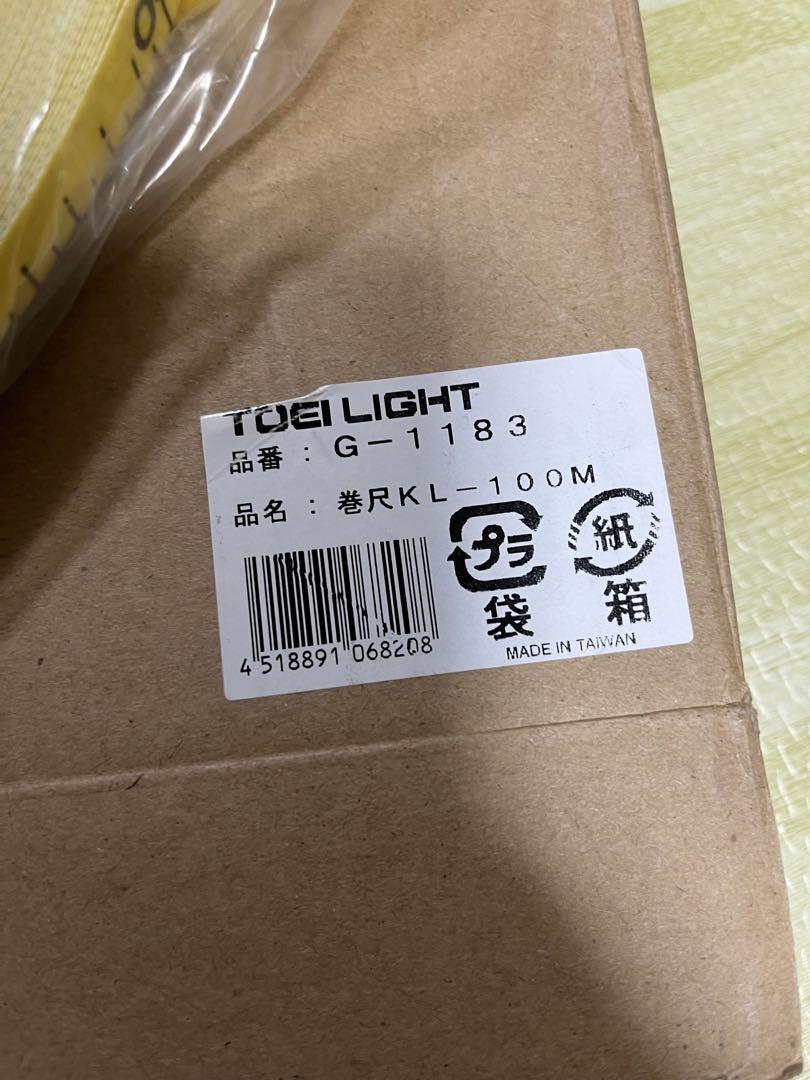 TOEI LIGHT
品番：G－1183
品名：巻尺KL－100M
プラ
紙
袋
箱
4 518891 068208
MADE IN TAIWAN